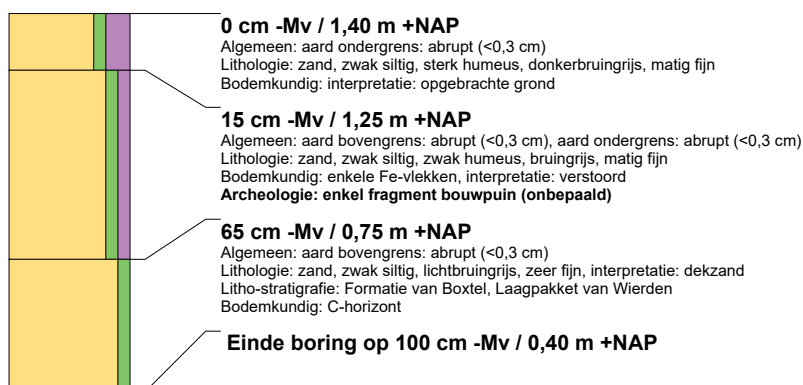 0 cm -Mv / 1,40 m +NAP
Algemeen: aard ondergrens: abrupt (<0,3 cm)
Lithologie: zand, zwak siltig, sterk humeus, donkerbruingrijs, matig fijn
Bodemkundig: interpretatie: opgebrachte grond
15 cm -Mv / 1,25 m +NAP
Algemeen: aard bovengrens: abrupt (<0,3 cm), aard ondergrens: abrupt (<0,3 cm)
Lithologie: zand, zwak siltig, zwak humeus, bruingrijs, matig fijn
Bodemkundig: enkele Fe-vlekken, interpretatie: verstoord
Archeologie: enkel fragment bouwpuin (onbepaald)
65 cm -Mv / 0,75 m +NAP
Algemeen: aard bovengrens: abrupt (<0,3 cm)
Lithologie: zand, zwak siltig, lichtbruingrijs, zeer fijn, interpretatie: dekzand
Litho-stratigrafie: Formatie van Boxtel, Laagpakket van Wierden
Bodemkundig: C-horizont
Einde boring op 100 cm -Mv / 0,40 m +NAP